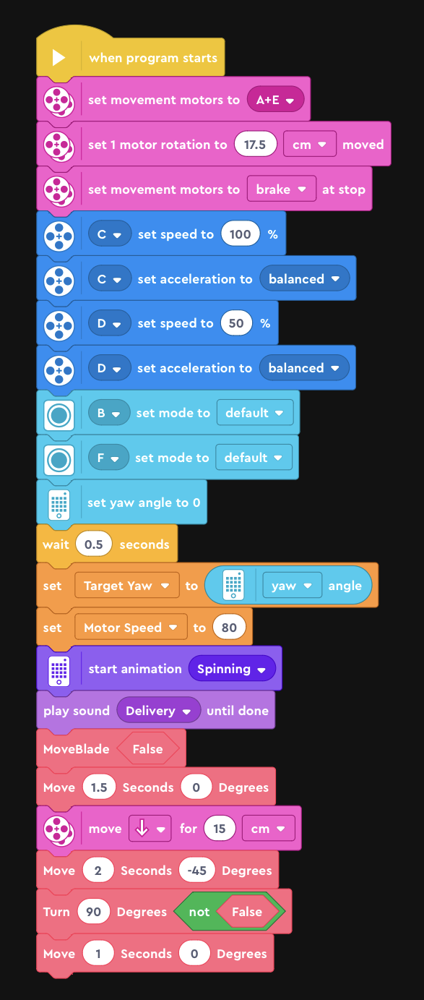 when program starts
set movement motors to A+E
set 1 motor rotation to 17.5 cm moved
set movement motors to brake at stop
C set speed to 100 %
C set acceleration to balanced
D set speed to 50 %
D set acceleration to balanced
B set mode to default
F set mode to default
set yaw angle to 0
wait 0.5 seconds
set Target Yaw to yaw angle
set Motor Speed to 80
start animation Spinning
play sound Delivery until done
MoveBlade False
Move 1.5 Seconds 0 Degrees
move for 15 cm
Move 2 Seconds -45 Degrees
Turn 90 Degrees not False
Move 1 Seconds 0 Degrees